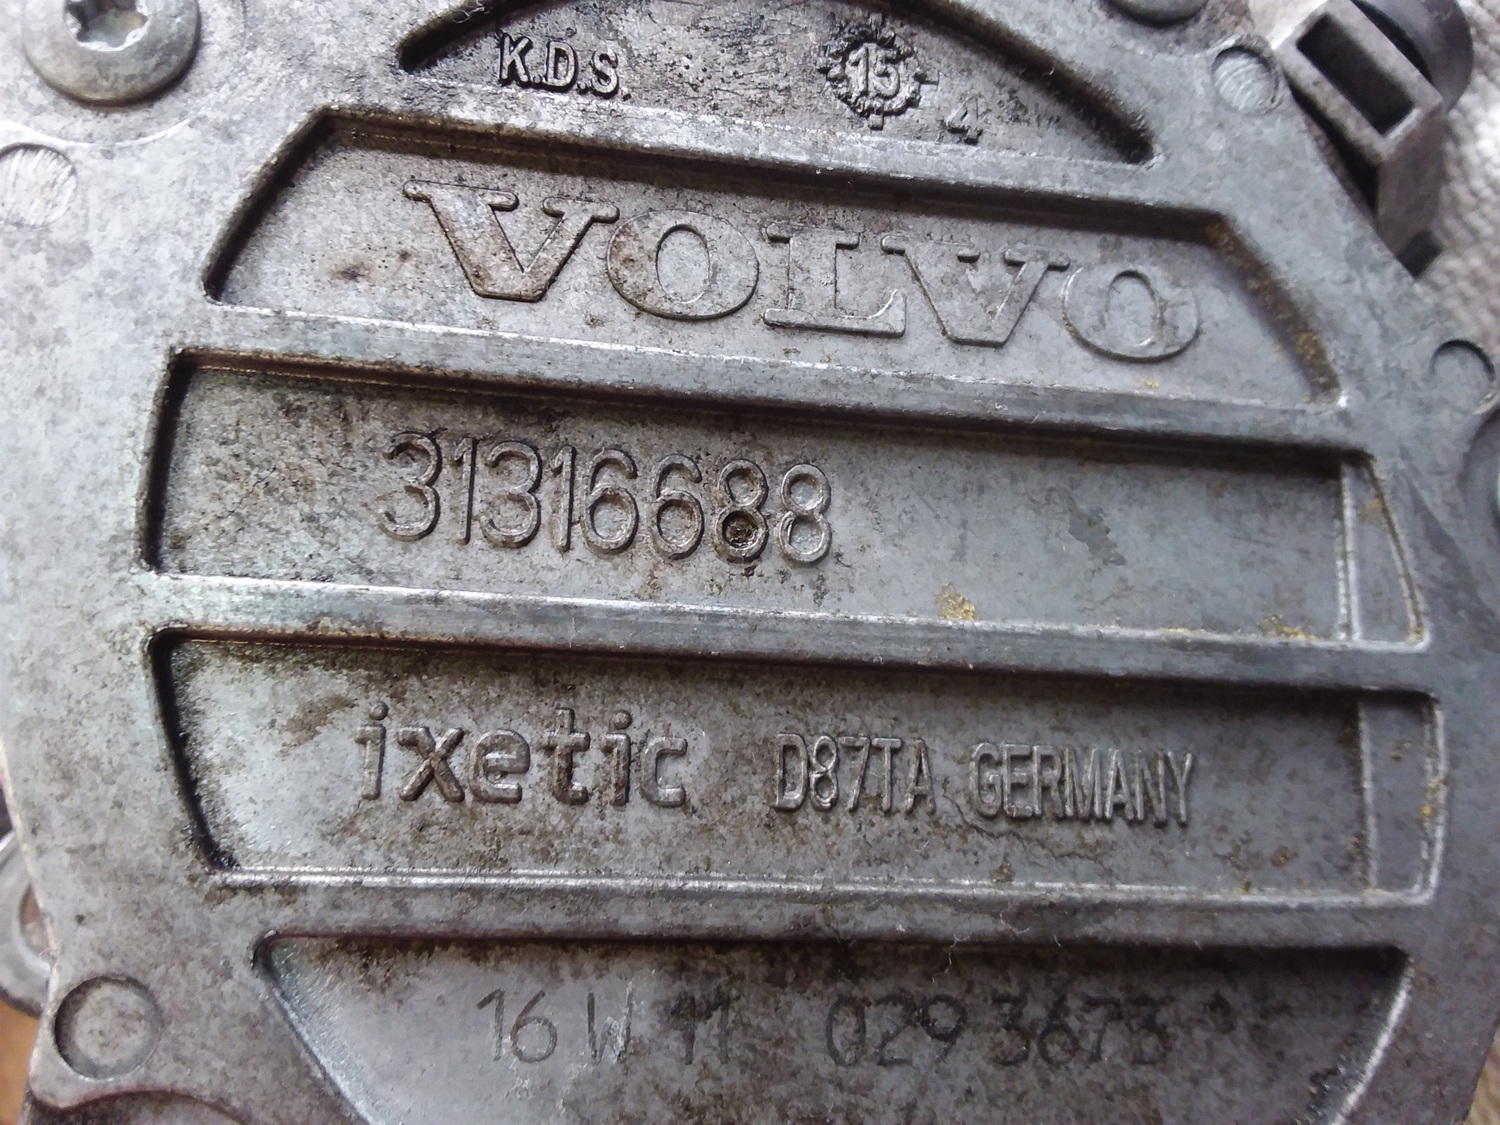 K.D.S. 15 4
VOLVO
31316688
ixetic D87TA GERMANY
16 W 11 029 3673